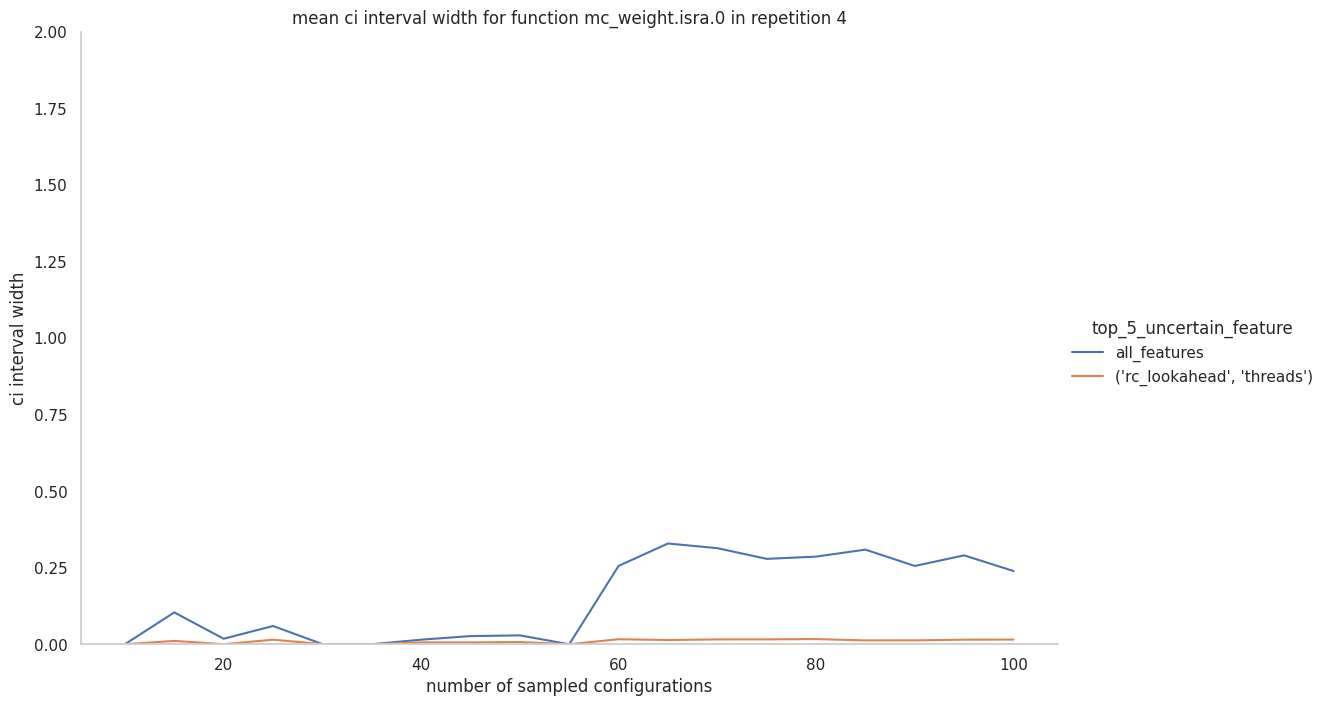 mean ci interval width for function mc_weight.isra.0 in repetition 4
2.00
1.75
1.50
1.25
1.00
0.75
0.50
0.25
0.00
ci interval width
20
40
60
80
100
number of sampled configurations
top_5_uncertain_feature
all_features
('rc_lookahead', 'threads')